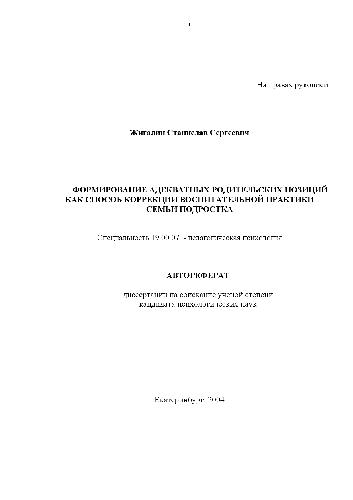 На правах рукописи
Жигалин Станислав Сергеевич
ФОРМИРОВАНИЕ АДЕКВАТНЫХ РОДИТЕЛЬСКИХ ПОЗИЦИЙ
КАК СПОСОБ КОРРЕКЦИИ ВОСПИТАТЕЛЬНОЙ ПРАКТИКИ
СЕМЬИ ПОДРОСТКА
Специальность 19.00.07 - педагогическая психология
АВТОРЕФЕРАТ
диссертации на соискание ученой степени
кандидата психологических наук
Екатеринбург 2004